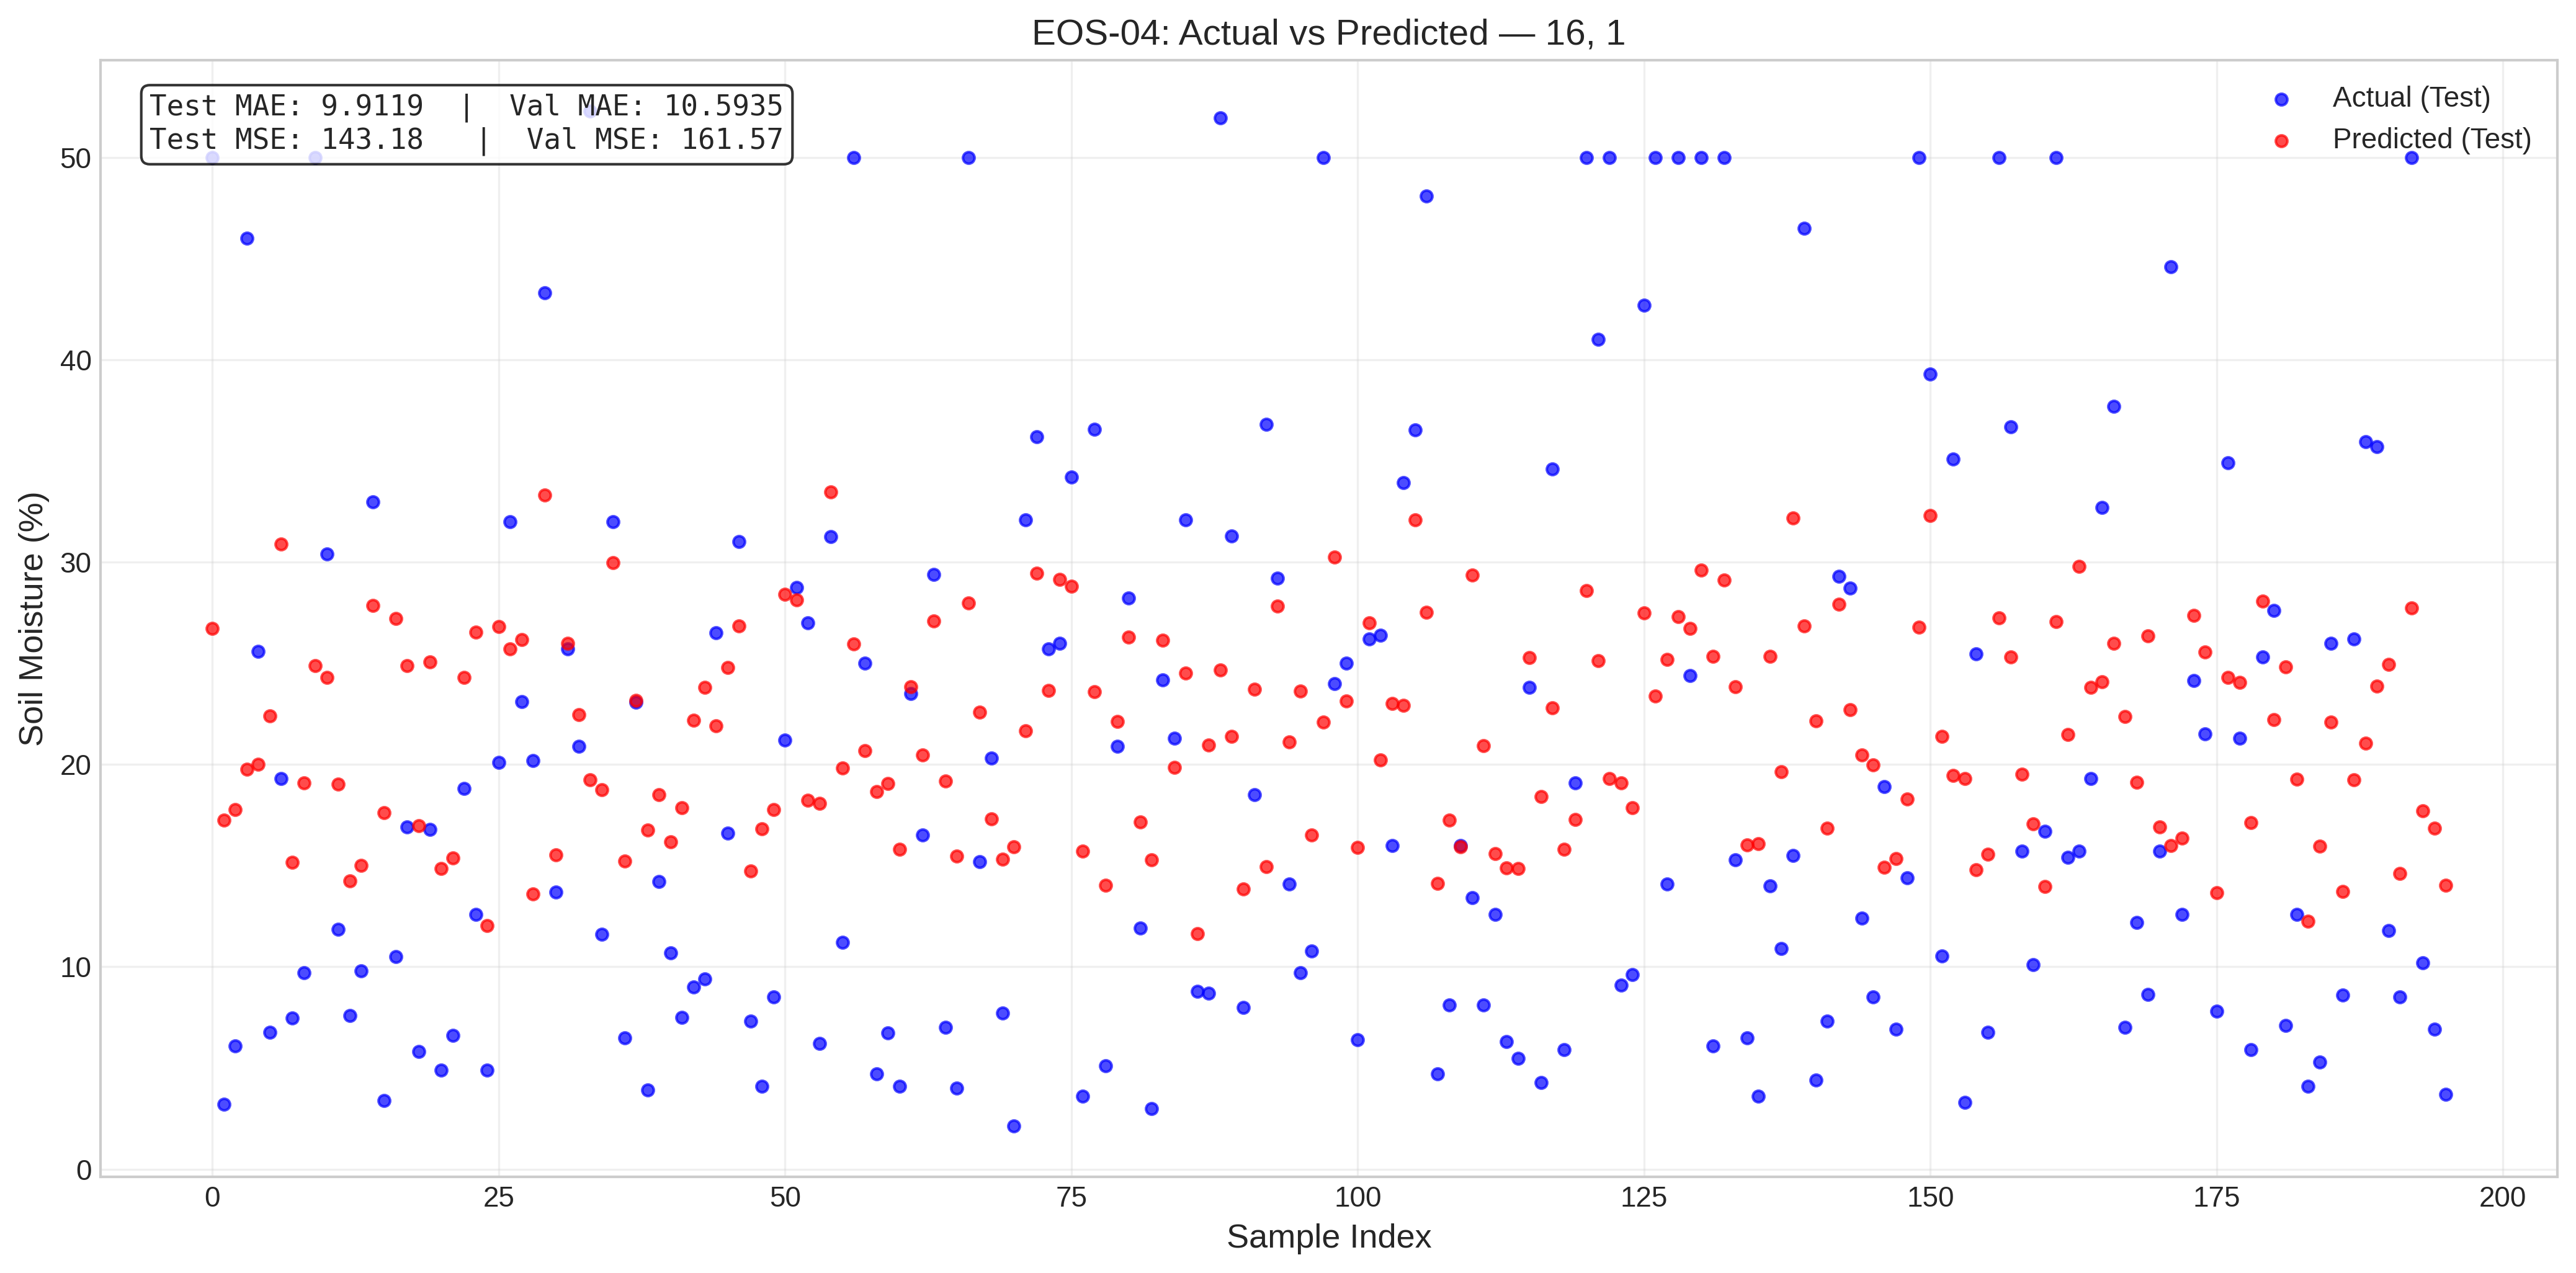 EOS-04: Actual vs Predicted — 16, 1
Test MAE: 9.9119 | Val MAE: 10.5935
Test MSE: 143.18 | Val MSE: 161.57
Actual (Test)
Predicted (Test)
Soil Moisture (%)
50
40
30
20
10
0
0 25 50 75 100 125 150 175 200
Sample Index